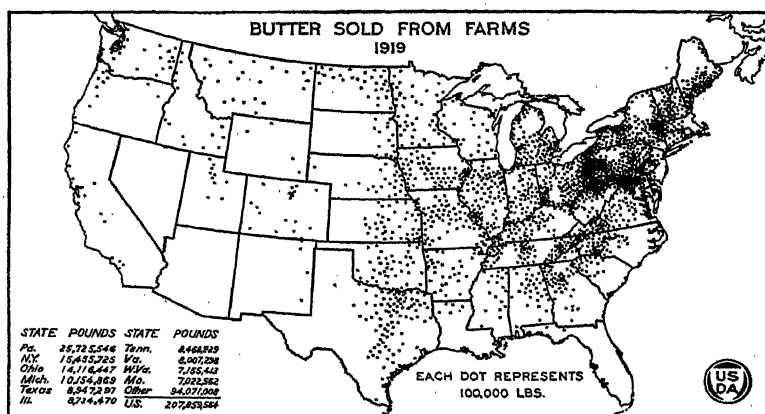 BUTTER SOLD FROM FARMS
1919
STATE POUNDS STATE POUNDS
Pa. 25,725,546 Tenn. 8,468,929
N.Y. 15,455,725 Va. 8,007,298
Ohio 14,116,447 W.Va. 7,155,413
Mich. 10,154,869 Mo. 7,022,562
Texas 8,947,297 Other 94,071,008
Ill. 8,734,470 U.S. 207,859,564
EACH DOT REPRESENTS
100,000 LBS.
US
DA